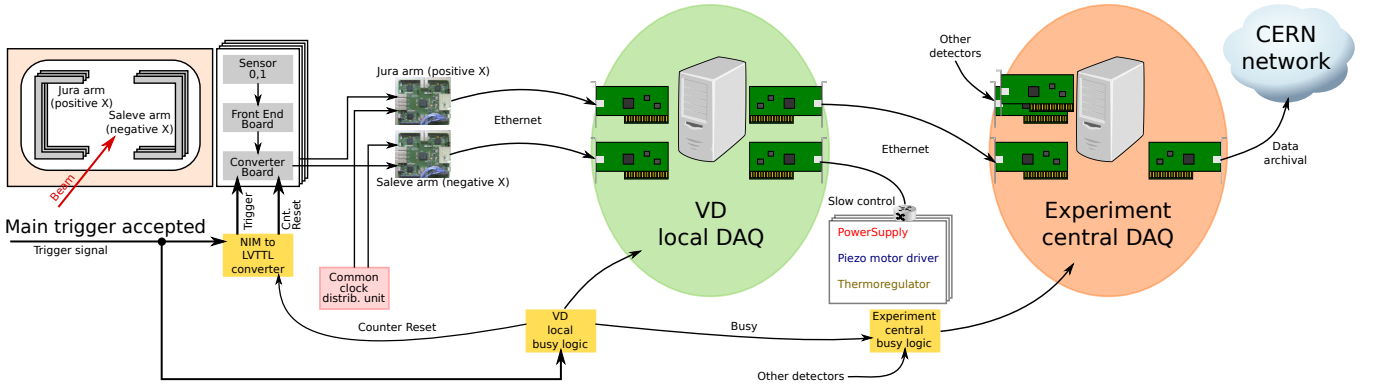 Jura arm
(positive X)
Saleve arm
(negative X)
Beam
Sensor
0,1
Front End
Board
Converter
Board
Trigger
Cnt.
Reset
Main trigger accepted
Trigger signal
NIM to
LVTTL
converter
Common
clock
distrib. unit
Jura arm (positive X)
Saleve arm (negative X)
Ethernet
VD
local DAQ
Counter Reset
VD
local
busy logic
Busy
Slow control
PowerSupply
Piezo motor driver
Thermoregulator
Ethernet
Experiment
central
busy logic
Other detectors
Other
detectors
Experiment
central DAQ
CERN
network
Data
archival